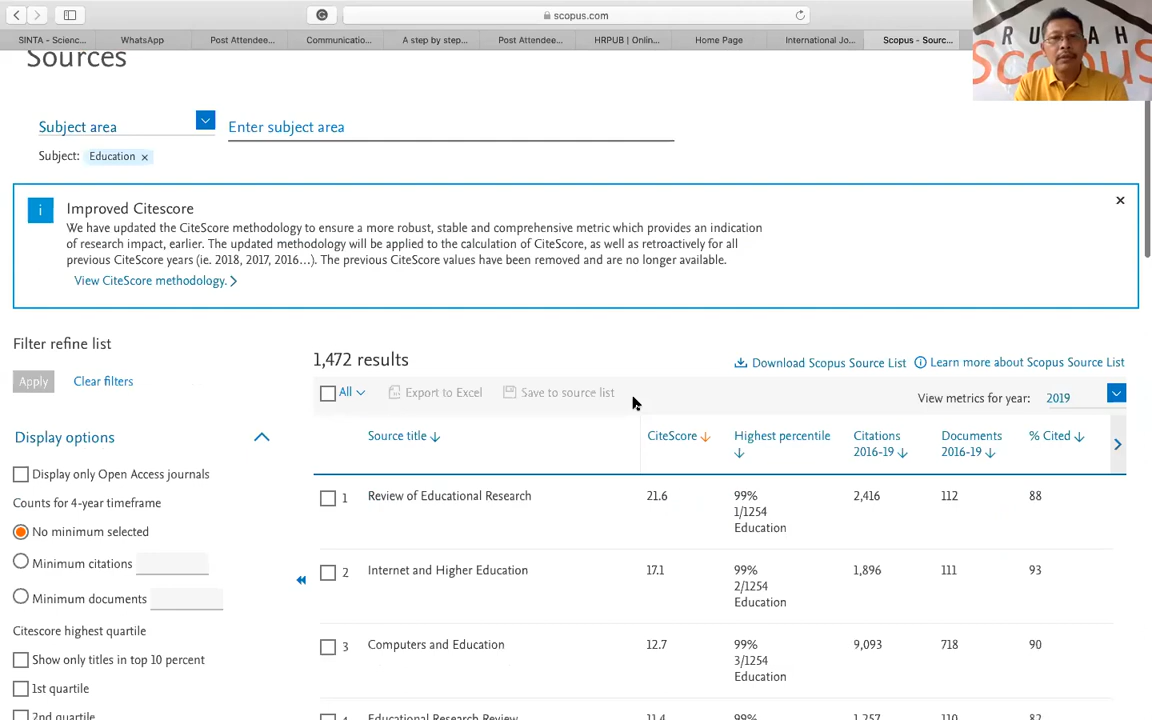 scopus.com
SINTA - Scienc...
WhatsApp
Post Attendee...
Communicatio...
A step by step...
Post Attendee...
HRPUB | Onlin...
Home Page
International Jo...
Scopus - Sourc...
RUMAH
Scopus
Sources
Subject area
Enter subject area
Subject: Education ×
i
Improved Citescore
We have updated the CiteScore methodology to ensure a more robust, stable and comprehensive metric which provides an indication
of research impact, earlier. The updated methodology will be applied to the calculation of CiteScore, as well as retroactively for all
previous CiteScore years (ie. 2018, 2017, 2016...). The previous CiteScore values have been removed and are no longer available.
View CiteScore methodology.
Filter refine list
Apply Clear filters
Display options
Display only Open Access journals
Counts for 4-year timeframe
No minimum selected
Minimum citations
Minimum documents
Citescore highest quartile
Show only titles in top 10 percent
1st quartile
2nd quartile
1,472 results
Download Scopus Source List Learn more about Scopus Source List
All Export to Excel Save to source list
View metrics for year: 2019
Source title CiteScore Highest percentile Citations 2016-19 Documents 2016-19 % Cited
1 Review of Educational Research 21.6 99% 2,416 112 88
1/1254
Education
2 Internet and Higher Education 17.1 99% 1,896 111 93
2/1254
Education
3 Computers and Education 12.7 99% 9,093 718 90
3/1254
Education
4 Educational Research Review 11.4 99% 1,257 110 82